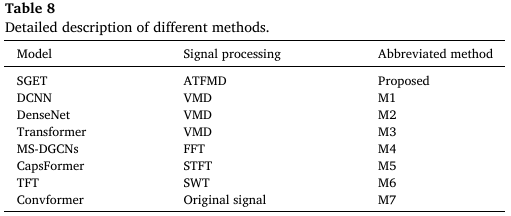 Table 8
Detailed description of different methods.
Model Signal processing Abbreviated method
SGET ATFMD Proposed
DCNN VMD M1
DenseNet VMD M2
Transformer VMD M3
MS-DGCNs FFT M4
CapsFormer STFT M5
TFT SWT M6
Convformer Original signal M7